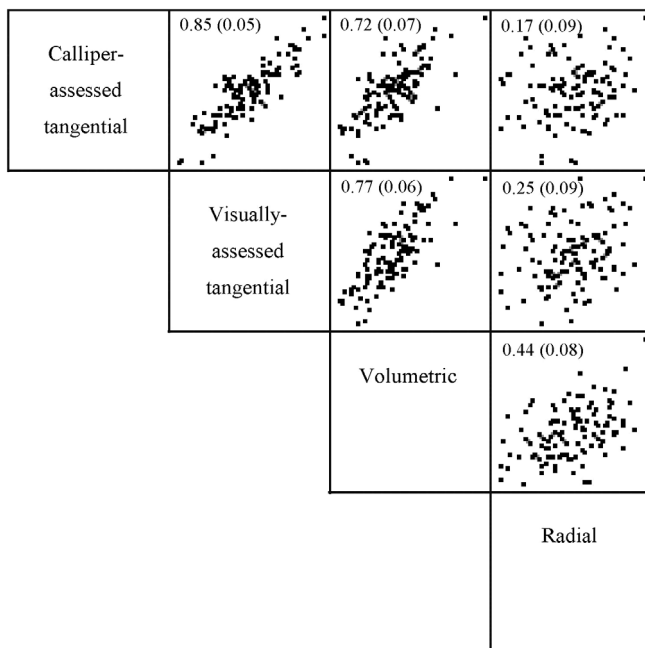 0.85 (0.05)
0.72 (0.07)
0.17 (0.09)
Calliper-
assessed
tangential
0.77 (0.06)
0.25 (0.09)
Visually-
assessed
tangential
0.44 (0.08)
Volumetric
Radial